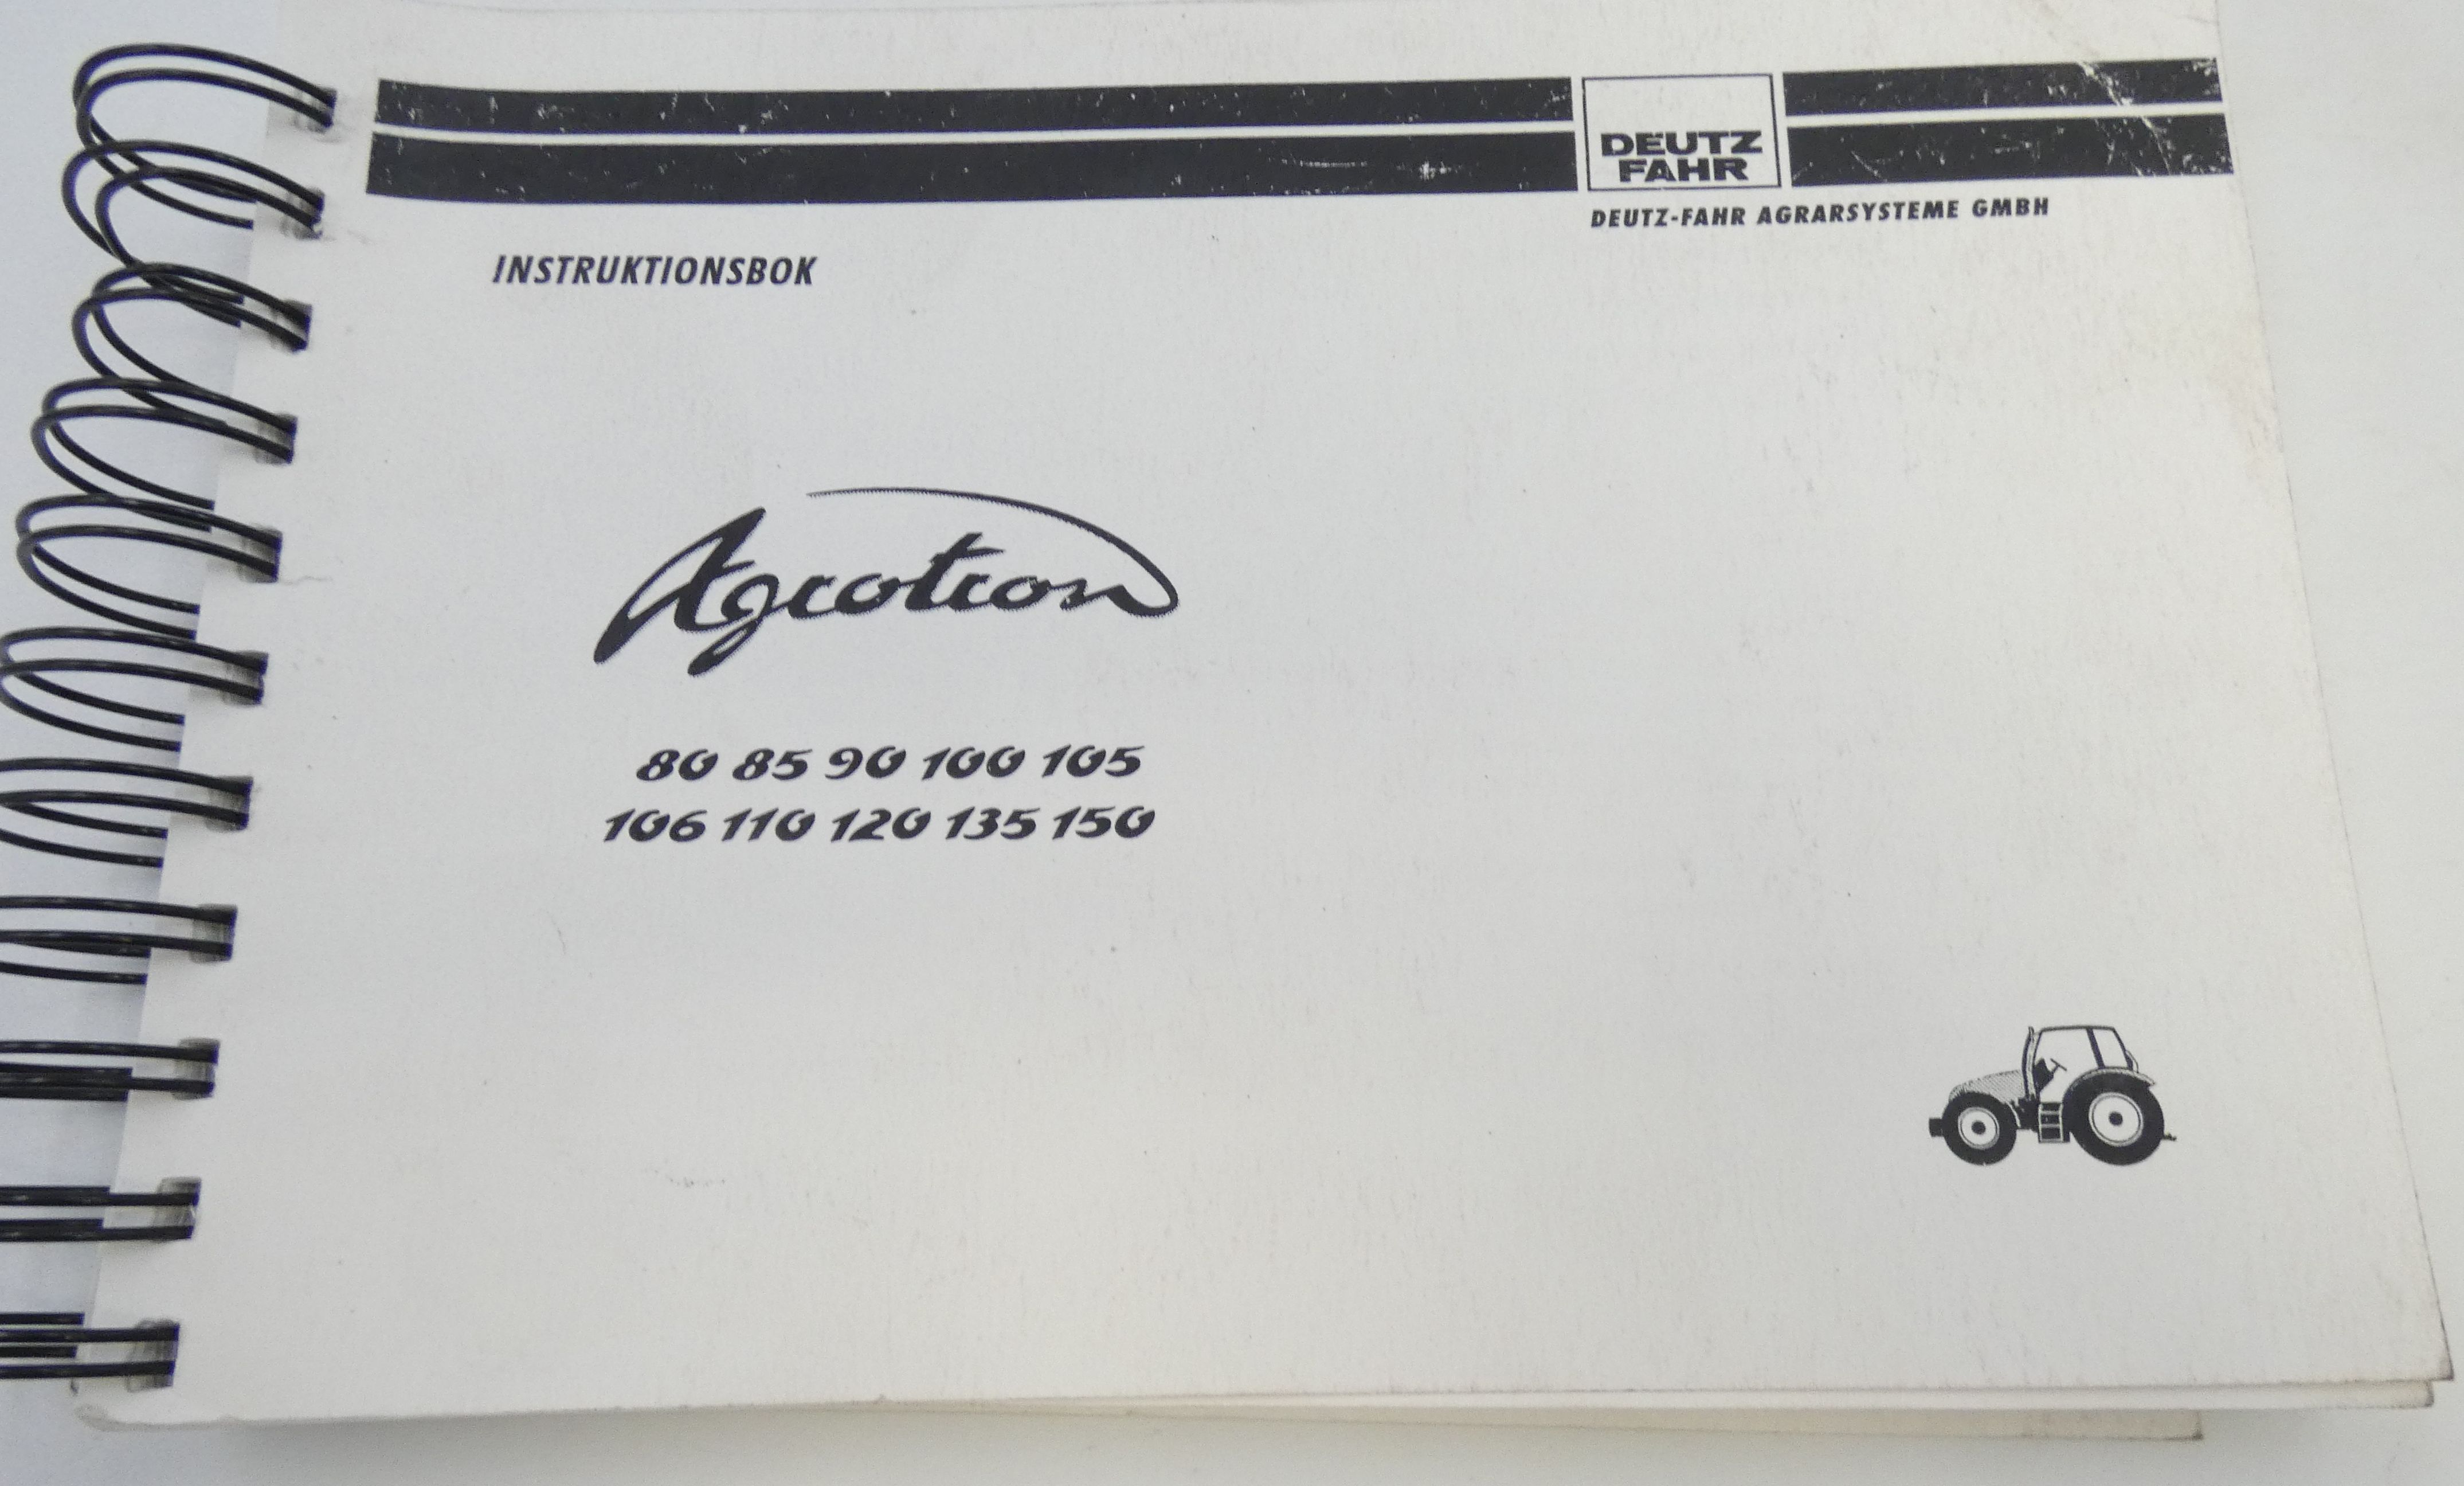 DEUTZ
FAHR
DEUTZ-FAHR AGRARSYSTEME GMBH
INSTRUKTIONSBOK
Agrotron
80 85 90 100 105
106 110 120 135 150